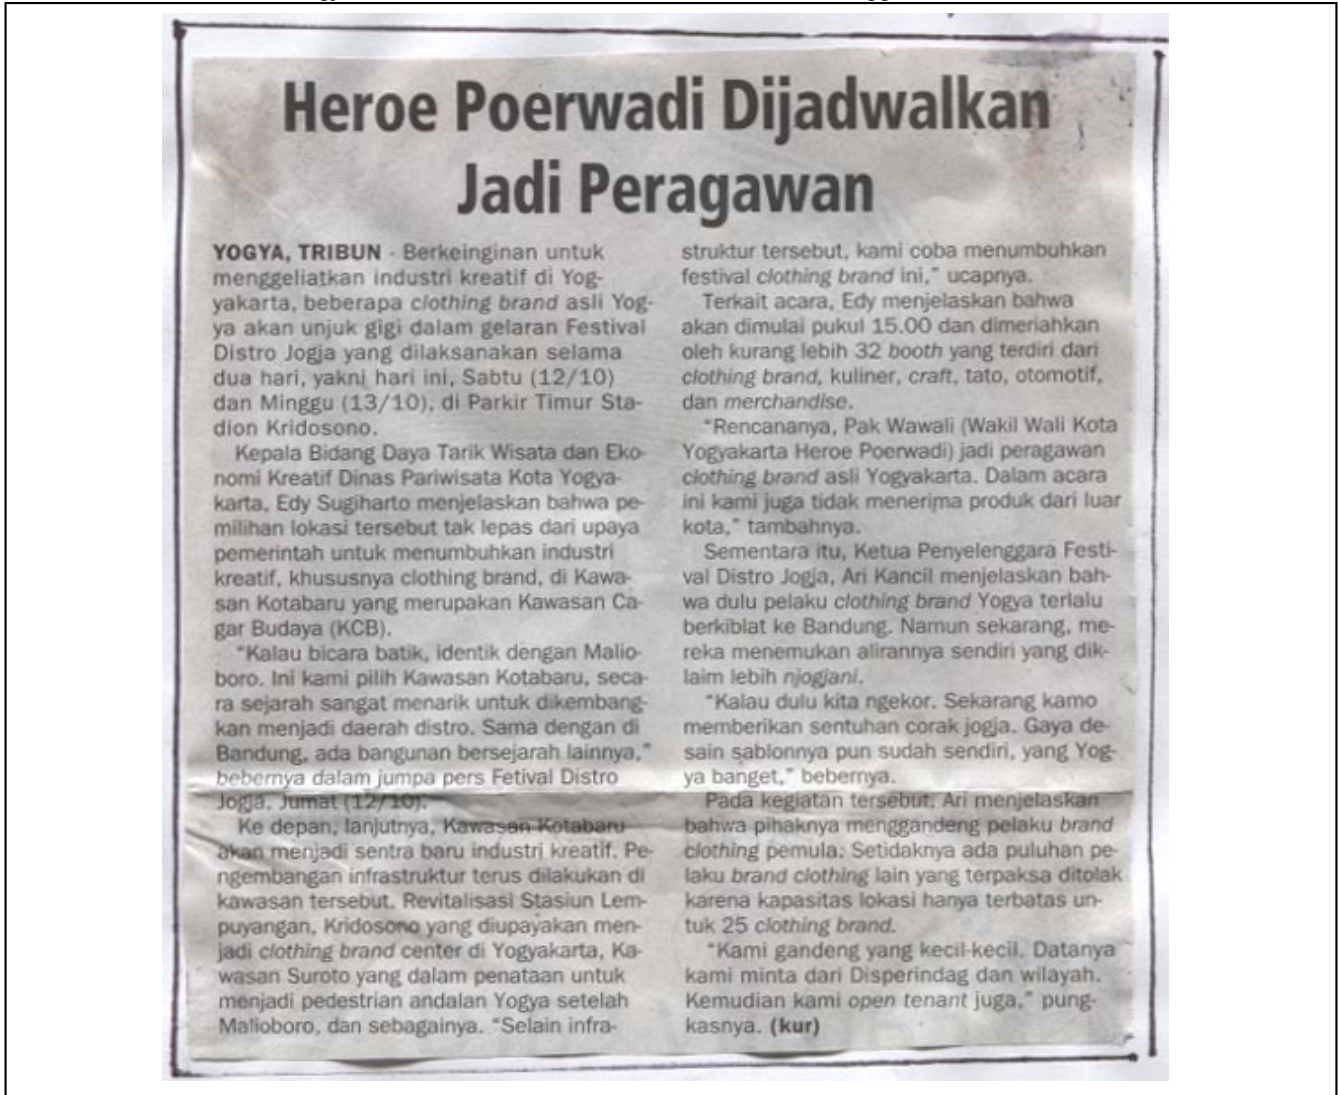 Heroe Poerwadi Dijadwalkan
Jadi Peragawan
YOGYA, TRIBUN - Berkeinginan untuk
menggeliatkan industri kreatif di Yog-
yakarta, beberapa clothing brand asli Yog-
ya akan unjuk gigi dalam gelaran Festival
Distro Jogja yang dilaksanakan selama
dua hari, yakni hari ini, Sabtu (12/10)
dan Minggu (13/10), di Parkir Timur Sta-
dion Kridosono.
Kepala Bidang Daya Tarik Wisata dan Eko-
nomi Kreatif Dinas Pariwisata Kota Yogya-
karta, Edy Sugiharto menjelaskan bahwa pe-
milihan lokasi tersebut tak lepas dari upaya
pemerintah untuk menumbuhkan industri
kreatif, khususnya clothing brand, di Kawa-
san Kotabaru yang merupakan Kawasan Ca-
gar Budaya (KCB).
"Kalau bicara batik, identik dengan Malio-
boro. Ini kami pilih Kawasan Kotabaru, seca-
ra sejarah sangat menarik untuk dikembang-
kan menjadi daerah distro. Sama dengan di
Bandung, ada bangunan bersejarah lainnya,"
bebernya dalam jumpa pers Fetival Distro
Jogja, Jumat (12/10).
Ke depan, lanjutnya, Kawasan Kotabaru
akan menjadi sentra baru industri kreatif. Pe-
ngembangan infrastruktur terus dilakukan di
kawasan tersebut. Revitalisasi Stasiun Lem-
puyangan, Kridosono yang diupayakan men-
jadi clothing brand center di Yogyakarta, Ka-
wasan Suroto yang dalam penataan untuk
menjadi pedestrian andalan Yogya setelah
Malioboro, dan sebagainya. "Selain infra-
struktur tersebut, kami coba menumbuhkan
festival clothing brand ini," ucapnya.
Terkait acara, Edy menjelaskan bahwa
akan dimulai pukul 15.00 dan dimeriahkan
oleh kurang lebih 32 booth yang terdiri dari
clothing brand, kuliner, craft, tato, otomotif,
dan merchandise.
"Rencananya, Pak Wawali (Wakil Wali Kota
Yogyakarta Heroe Poerwadi) jadi peragawan
clothing brand asli Yogyakarta. Dalam acara
ini kami juga tidak menerima produk dari luar
kota," tambahnya.
Sementara itu, Ketua Penyelenggara Festi-
val Distro Jogja, Ari Kancil menjelaskan bah-
wa dulu pelaku clothing brand Yogya terlalu
berkiblat ke Bandung. Namun sekarang, me-
reka menemukan alirannya sendiri yang dik-
laim lebih njogjani.
"Kalau dulu kita ngekor. Sekarang kamo
memberikan sentuhan corak jogja. Gaya de-
sain sablonnya pun sudah sendiri, yang Yog-
ya banget," bebernya.
Pada kegiatan tersebut, Ari menjelaskan
bahwa pihaknya menggandeng pelaku brand
clothing pemula. Setidaknya ada puluhan pe-
laku brand clothing lain yang terpaksa ditolak
karena kapasitas lokasi hanya terbatas un-
tuk 25 clothing brand.
"Kami gandeng yang kecil-kecil. Datanya
kami minta dari Disperindag dan wilayah.
Kemudian kami open tenant juga," pung-
kasnya. (kur)